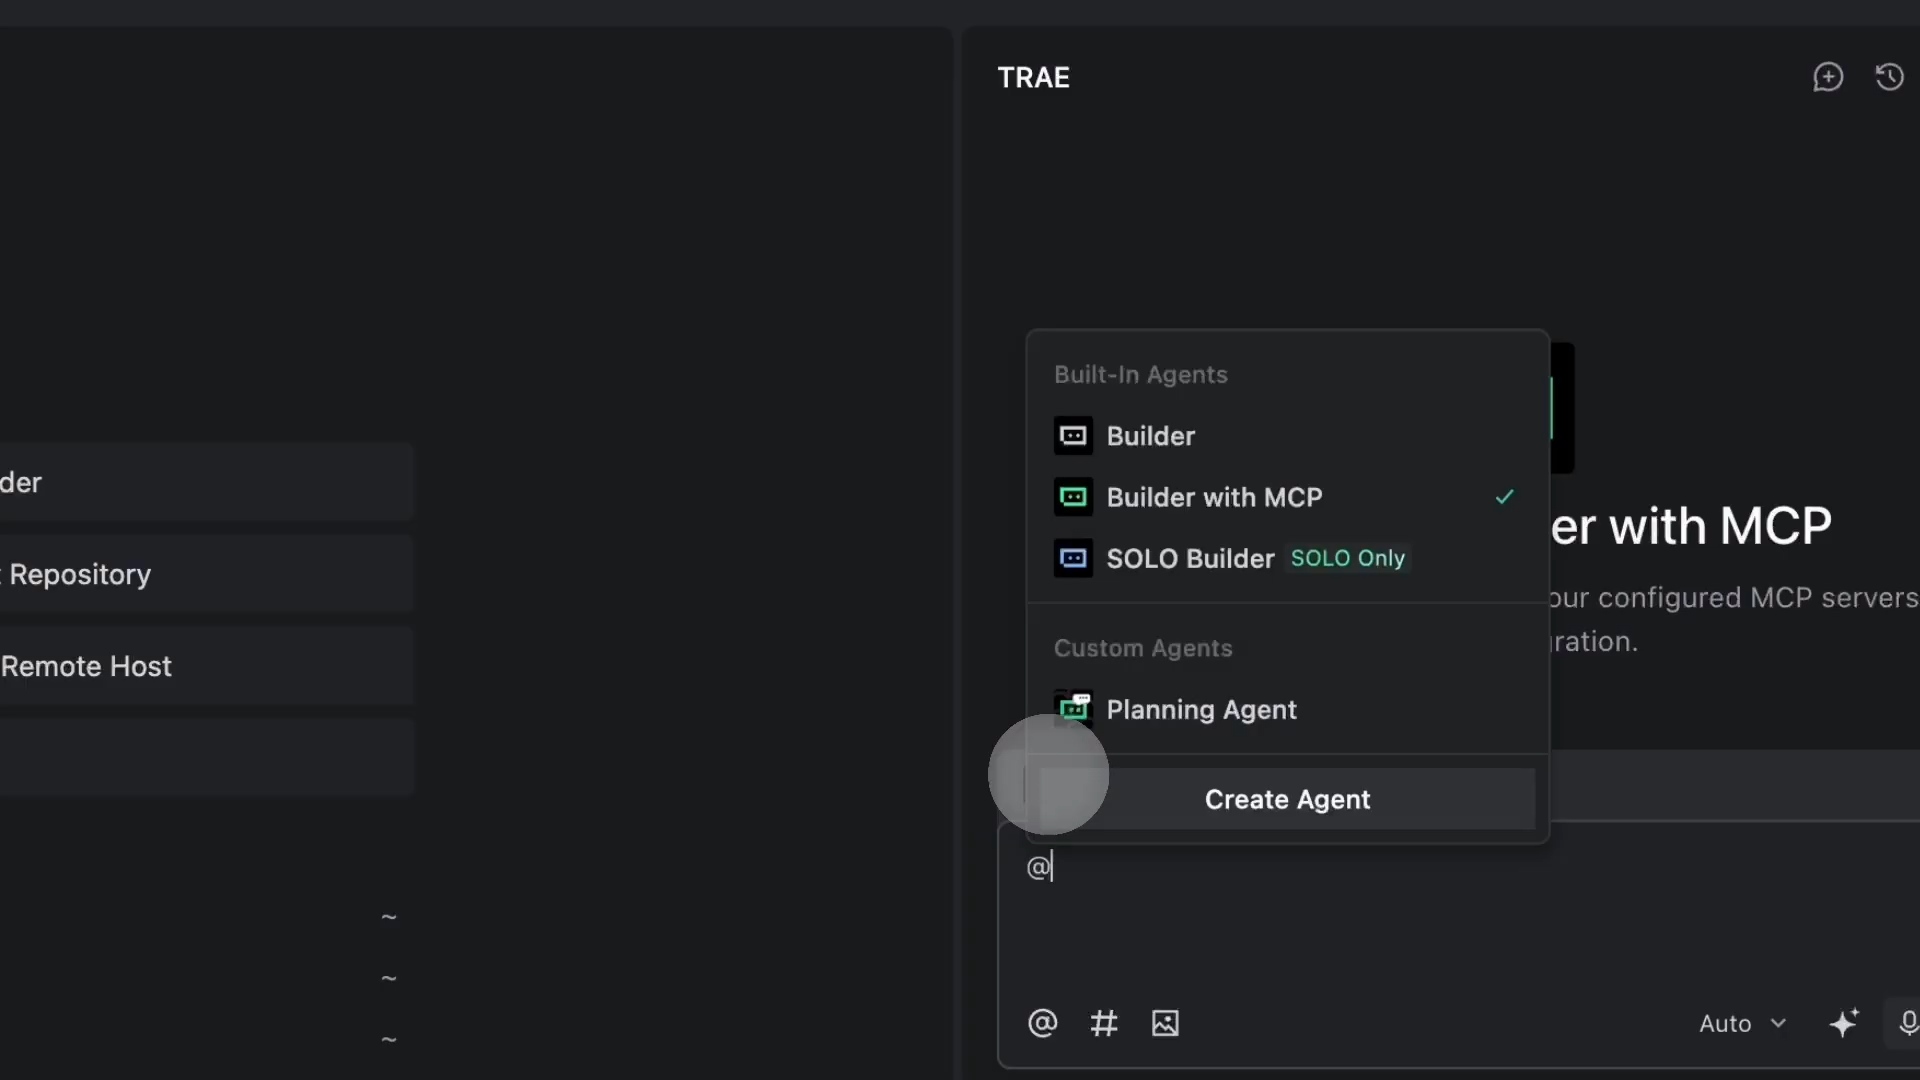 TRAE
Built-In Agents
Builder
Builder with MCP
SOLO Builder SOLO Only
Custom Agents
Planning Agent
Create Agent
er with MCP
our configured MCP servers
ration.
@
Auto
der
Repository
Remote Host
~
~
~